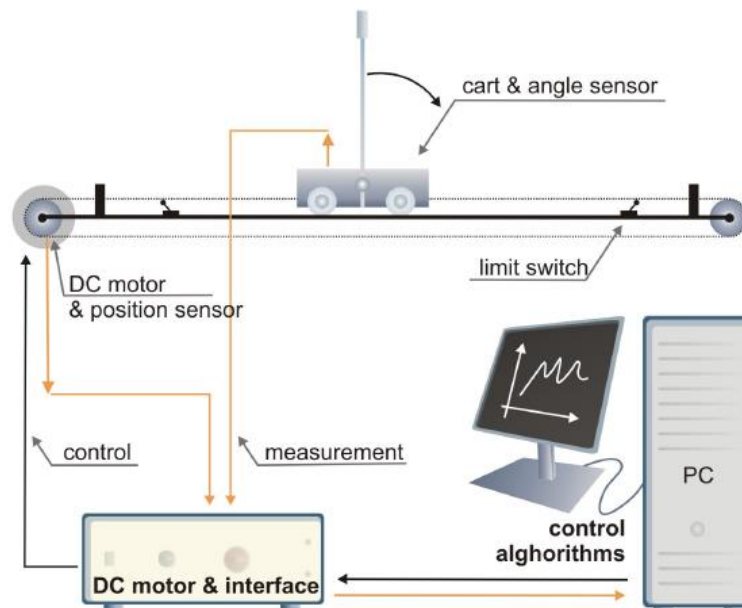 cart & angle sensor
DC motor
& position sensor
limit switch
control
measurement
PC
control
alghorithms
DC motor & interface